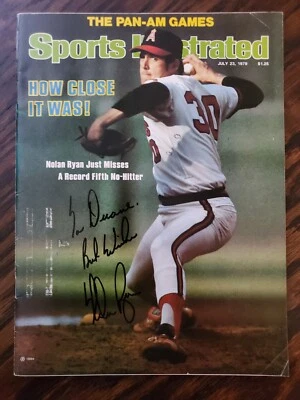 THE PAN-AM GAMES
Sports Illustrated
JULY 23, 1979 $1.25
HOW CLOSE
IT WAS!
A
30
Nolan Ryan Just Misses
A Record Fifth No-Hitter
To Duane,
Best Wishes
Nolan Ryan